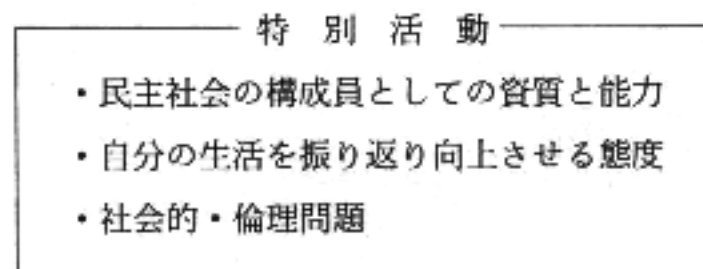 特別活動
・民主社会の構成員としての資質と能力
・自分の生活を振り返り向上させる態度
・社会的・倫理問題